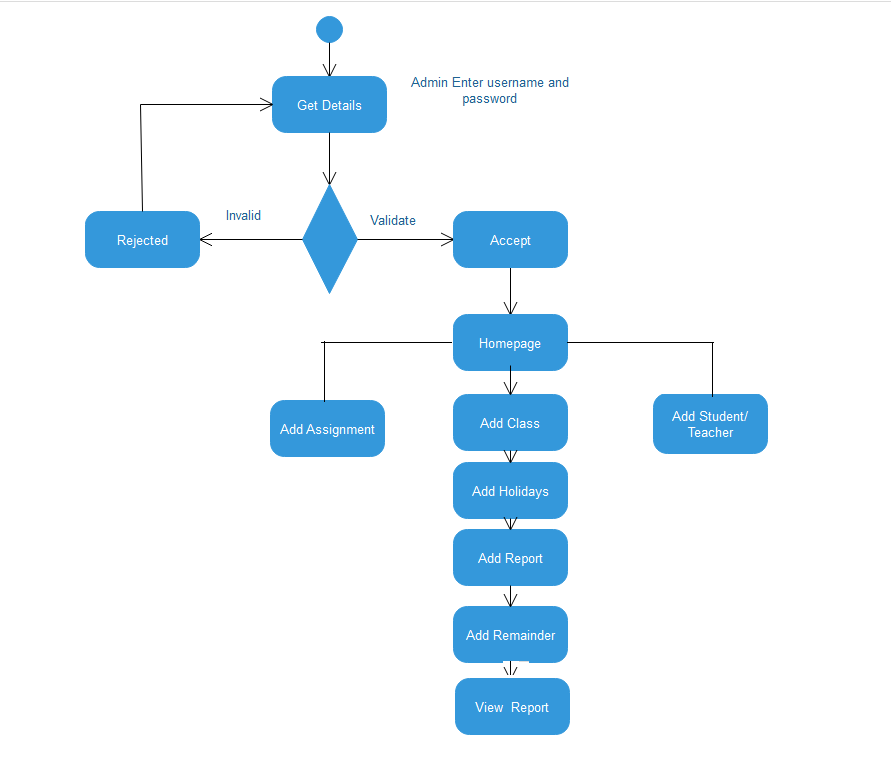 Admin Enter username and
password
Get Details
Invalid
Validate
Rejected
Accept
Homepage
Add Assignment
Add Class
Add Student/
Teacher
Add Holidays
Add Report
Add Remainder
View  Report